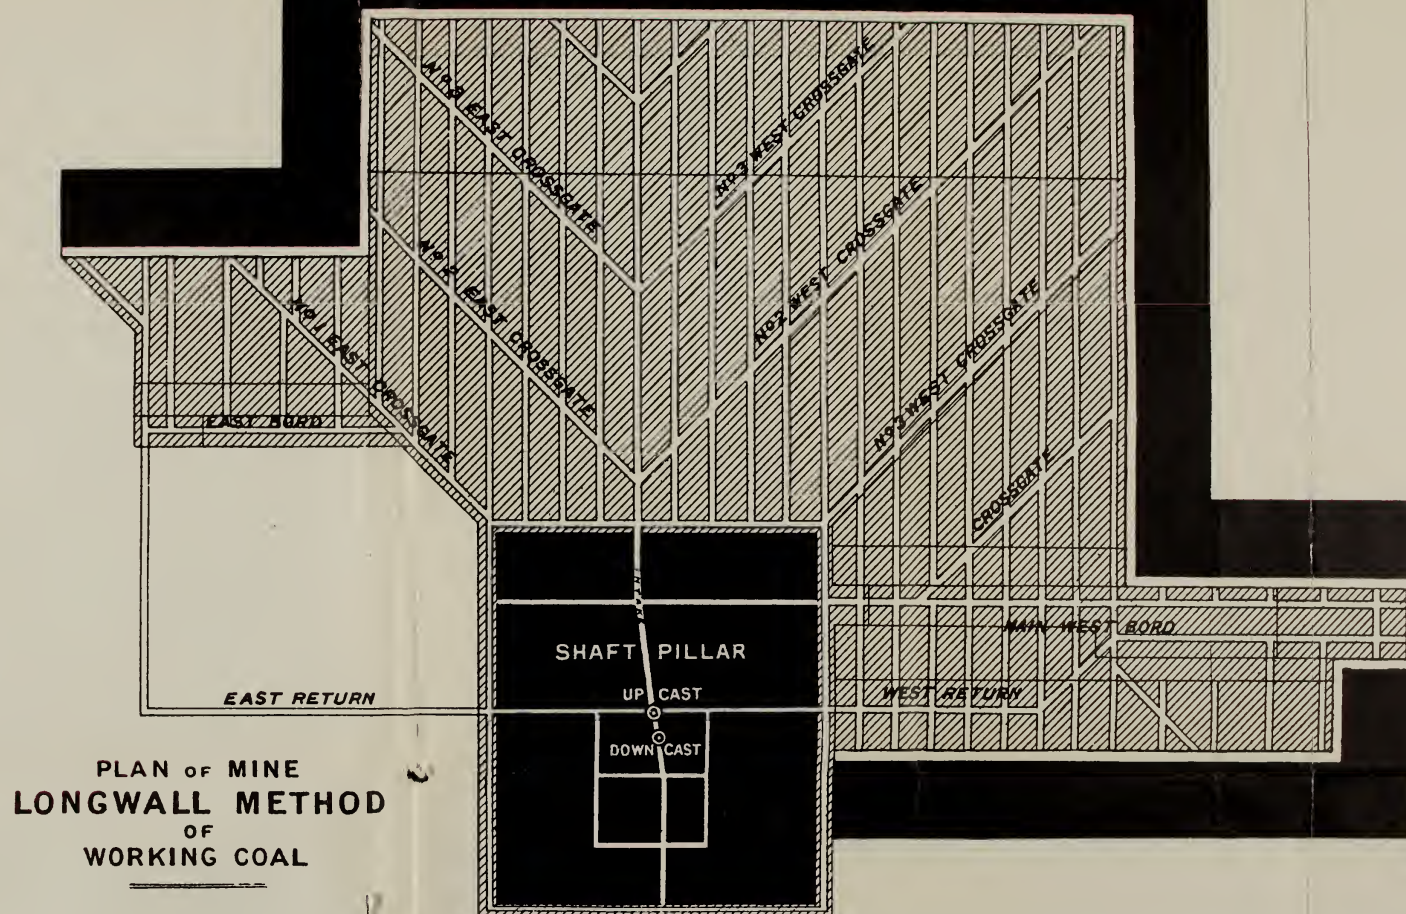 Nº 3 EAST CROSSGATE
Nº 3 WEST CROSSGATE
Nº 2 EAST CROSSGATE
Nº 2 WEST CROSSGATE
Nº 1 EAST CROSSGATE
Nº 3 WEST CROSSGATE
EAST BORD
CROSSGATE
MAIN WEST BORD
SHAFT PILLAR
EAST RETURN
UP CAST
WEST RETURN
DOWN CAST
PLAN OF MINE
LONGWALL METHOD
OF
WORKING COAL